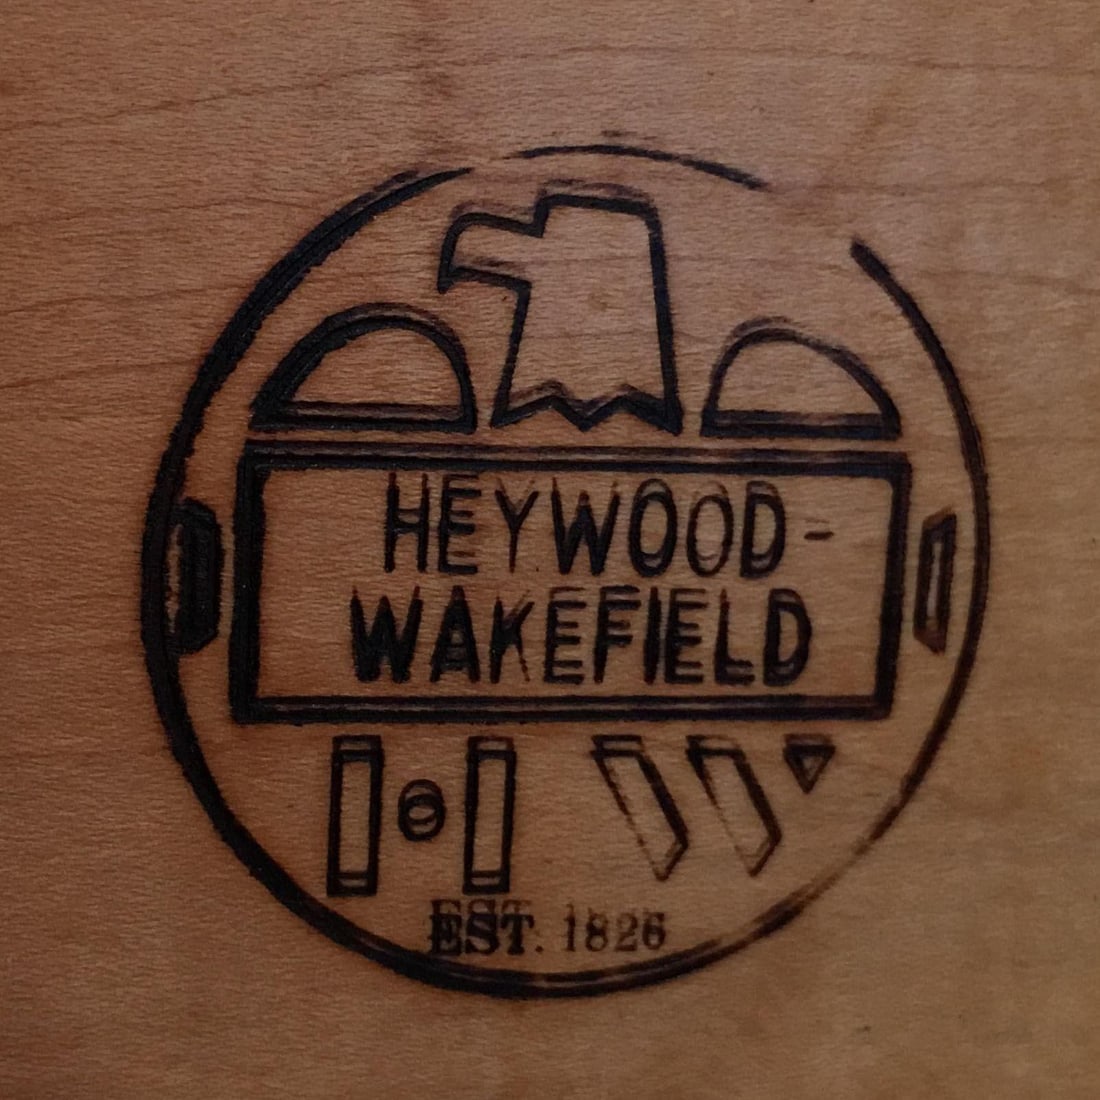 HEYWOOD-
WAKEFIELD
H W
EST. 1826